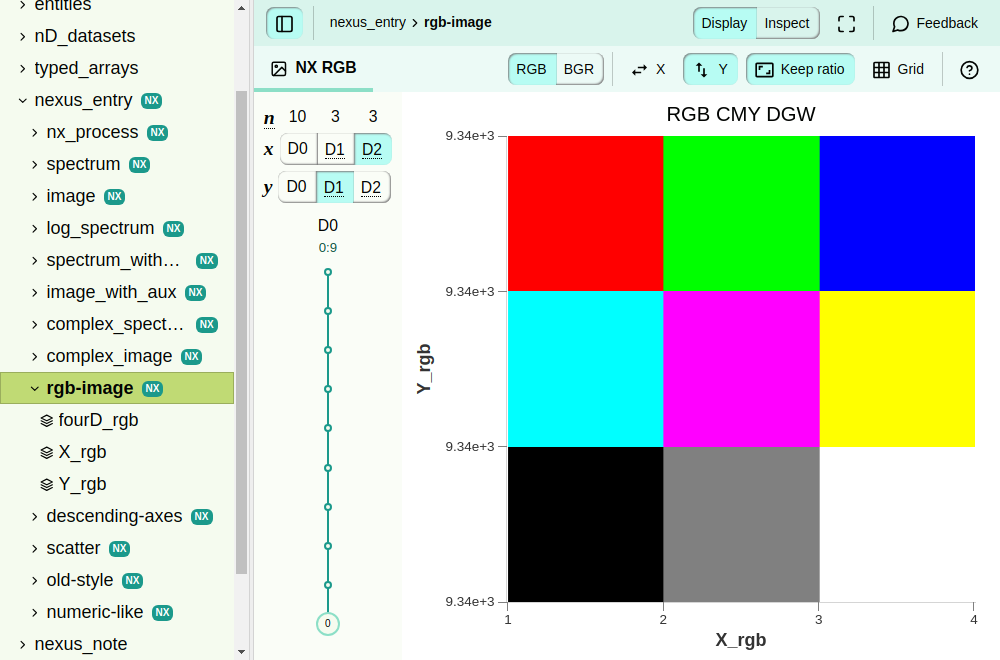 entities
nD_datasets
typed_arrays
nexus_entry NX
nx_process NX
spectrum NX
image NX
log_spectrum NX
spectrum_with… NX
image_with_aux NX
complex_spect… NX
complex_image NX
rgb-image NX
fourD_rgb
X_rgb
Y_rgb
descending-axes NX
scatter NX
old-style NX
numeric-like NX
nexus_note
nexus_entry › rgb-image
Display Inspect
Feedback
NX RGB
RGB BGR
X
Y
Keep ratio
Grid
n 10 3 3
x D0 D1 D2
y D0 D1 D2
D0
0:9
0
RGB CMY DGW
9.34e+3
9.34e+3
9.34e+3
9.34e+3
Y_rgb
1 2 3 4
X_rgb